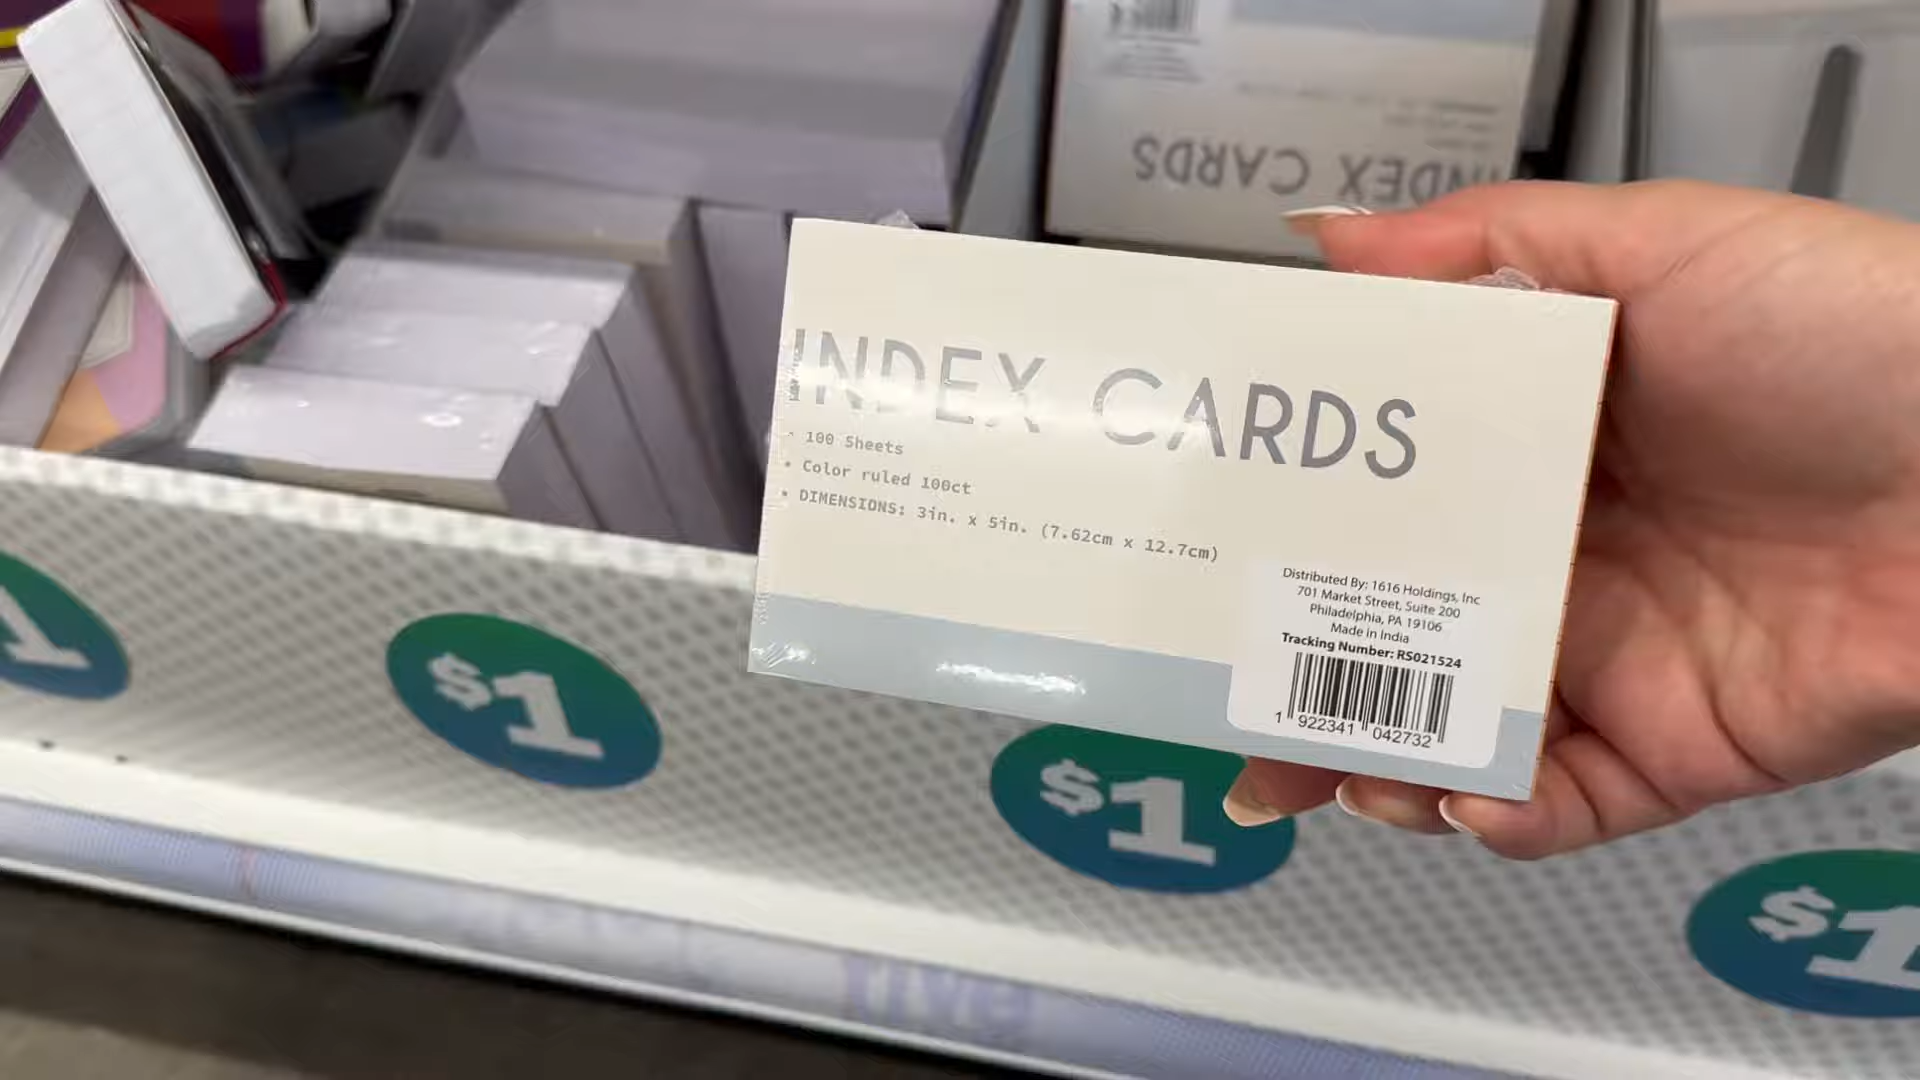 INDEX CARDS
INDEX CARDS
100 Sheets
• Color ruled 100ct
• DIMENSIONS: 3in. x 5in. (7.62cm x 12.7cm)
Distributed By: 1616 Holdings, Inc
701 Market Street, Suite 200
Philadelphia, PA 19106
Made in India
Tracking Number: RS021524
1 922341 042732
$1
$1
$1
$1